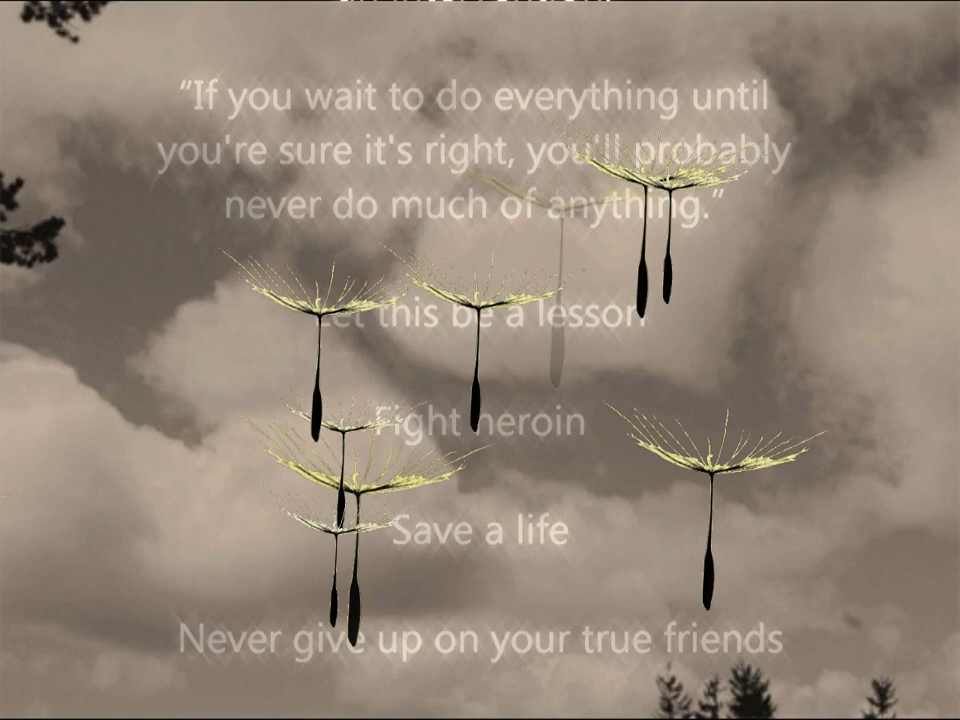 “If you wait to do everything until
you're sure it's right, you'll probably
never do much of anything.”
Let this be a lesson
Fight heroin
Save a life
Never give up on your true friends